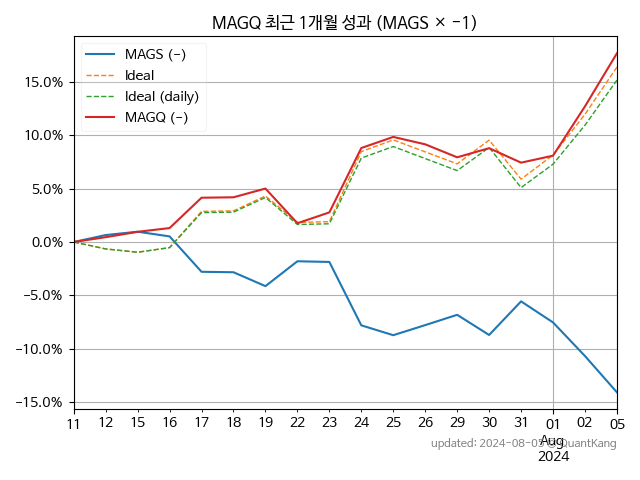 MAGQ 최근 1개월 성과 (MAGS × −1)
MAGS (-)
Ideal
Ideal (daily)
MAGQ (-)
15.0%
10.0%
5.0%
0.0%
−5.0%
−10.0%
−15.0%
11 12 15 16 17 18 19 22 23 24 25 26 29 30 31 01 02 05
Aug
2024
updated: 2024-08-05 © QuantKang